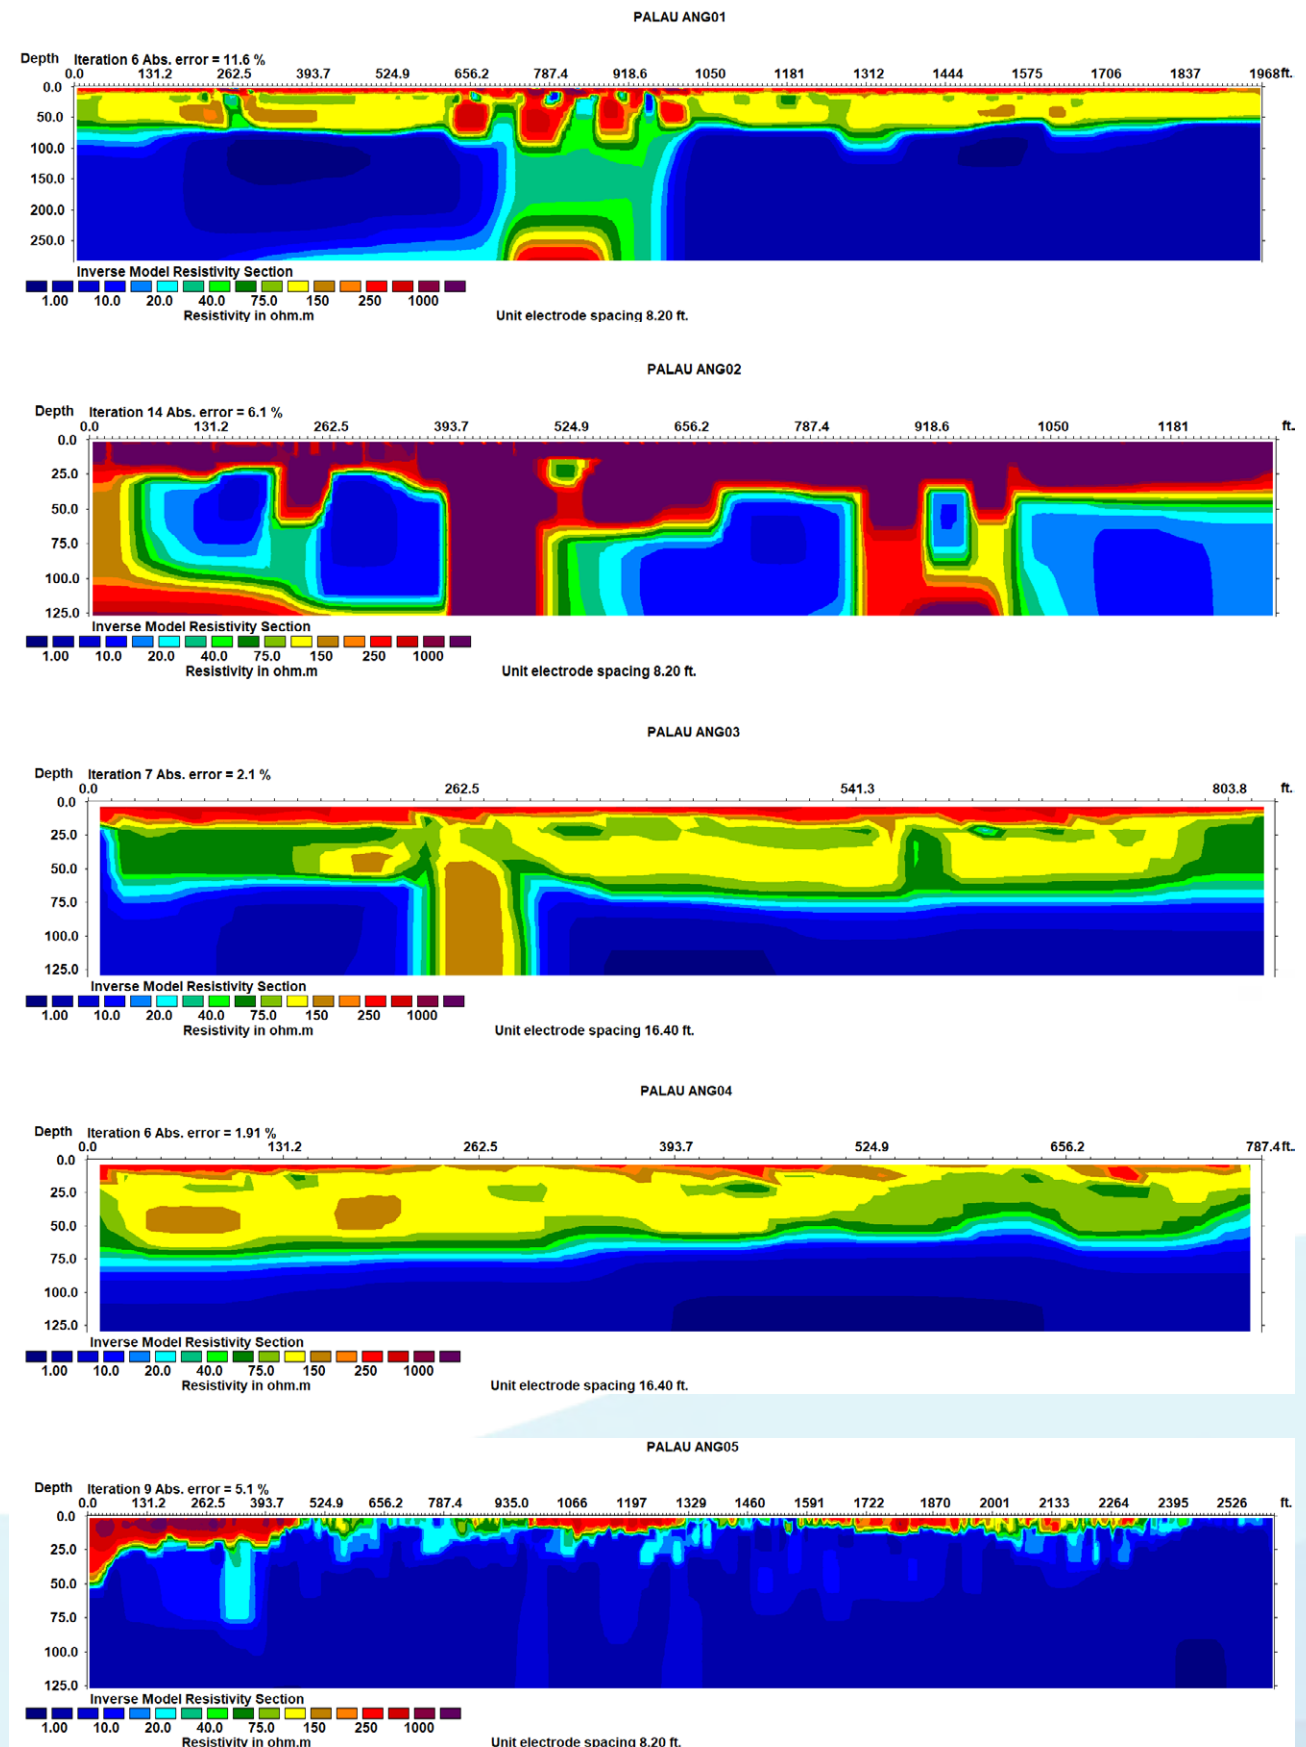 PALAU ANG01
Depth Iteration 6 Abs. error = 11.6 %
0.0 131.2 262.5 393.7 524.9 656.2 787.4 918.6 1050 1181 1312 1444 1575 1706 1837 1968ft.
0.0
50.0
100.0
150.0
200.0
250.0
Inverse Model Resistivity Section
1.00 10.0 20.0 40.0 75.0 150 250 1000
Resistivity in ohm.m Unit electrode spacing 8.20 ft.
PALAU ANG02
Depth Iteration 14 Abs. error = 6.1 %
0.0 131.2 262.5 393.7 524.9 656.2 787.4 918.6 1050 1181 ft.
0.0
25.0
50.0
75.0
100.0
125.0
Inverse Model Resistivity Section
1.00 10.0 20.0 40.0 75.0 150 250 1000
Resistivity in ohm.m Unit electrode spacing 8.20 ft.
PALAU ANG03
Depth Iteration 7 Abs. error = 2.1 %
0.0 262.5 541.3 803.8 ft.
0.0
25.0
50.0
75.0
100.0
125.0
Inverse Model Resistivity Section
1.00 10.0 20.0 40.0 75.0 150 250 1000
Resistivity in ohm.m Unit electrode spacing 16.40 ft.
PALAU ANG04
Depth Iteration 6 Abs. error = 1.91 %
0.0 131.2 262.5 393.7 524.9 656.2 787.4ft.
0.0
25.0
50.0
75.0
100.0
125.0
Inverse Model Resistivity Section
1.00 10.0 20.0 40.0 75.0 150 250 1000
Resistivity in ohm.m Unit electrode spacing 16.40 ft.
PALAU ANG05
Depth Iteration 9 Abs. error = 5.1 %
0.0 131.2 262.5 393.7 524.9 656.2 787.4 935.0 1066 1197 1329 1460 1591 1722 1870 2001 2133 2264 2395 2526 ft.
0.0
25.0
50.0
75.0
100.0
125.0
Inverse Model Resistivity Section
1.00 10.0 20.0 40.0 75.0 150 250 1000
Resistivity in ohm.m Unit electrode spacing 8.20 ft.